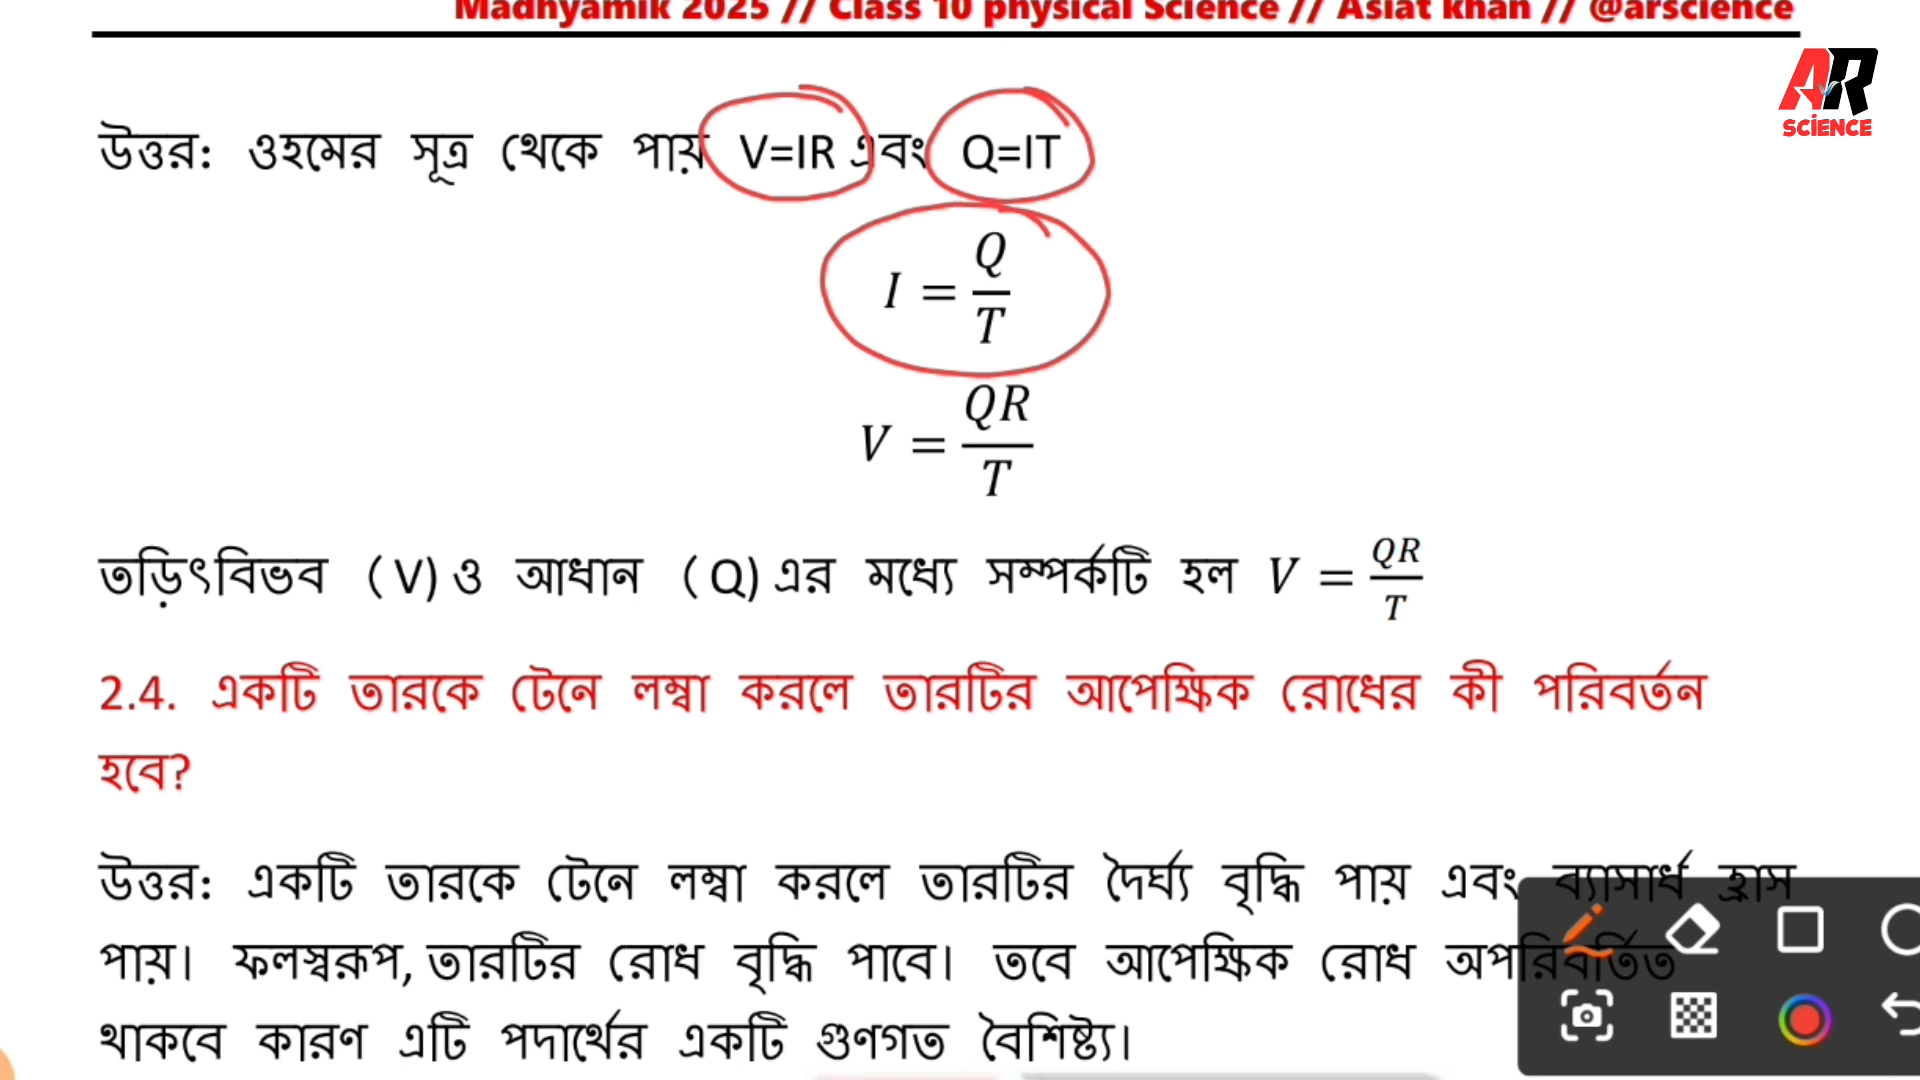 Madhyamik 2025 // Class 10 physical Science // Asiat khan // @arscience
AR
SCiENCE
উত্তর: ওহমের সূত্র থেকে পায় V=IR এবং Q=IT
I = Q/T
V = QR/T
তড়িৎবিভব ( V) ও আধান ( Q) এর মধ্যে সম্পর্কটি হল V = QR/T
2.4. একটি তারকে টেনে লম্বা করলে তারটির আপেক্ষিক রোধের কী পরিবর্তন
হবে?
উত্তর: একটি তারকে টেনে লম্বা করলে তারটির দৈর্ঘ্য বৃদ্ধি পায় এবং ব্যাসার্ধ হ্রাস
পায়। ফলস্বরূপ, তারটির রোধ বৃদ্ধি পাবে। তবে আপেক্ষিক রোধ অপরিবর্তিত
থাকবে কারণ এটি পদার্থের একটি গুণগত বৈশিষ্ট্য।